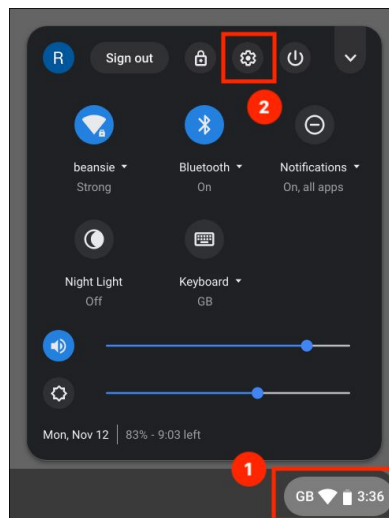 R Sign out
2
beansie Bluetooth Notifications
Strong On On, all apps
Night Light Keyboard
Off GB
Mon, Nov 12 83% - 9:03 left
1
GB 3:36